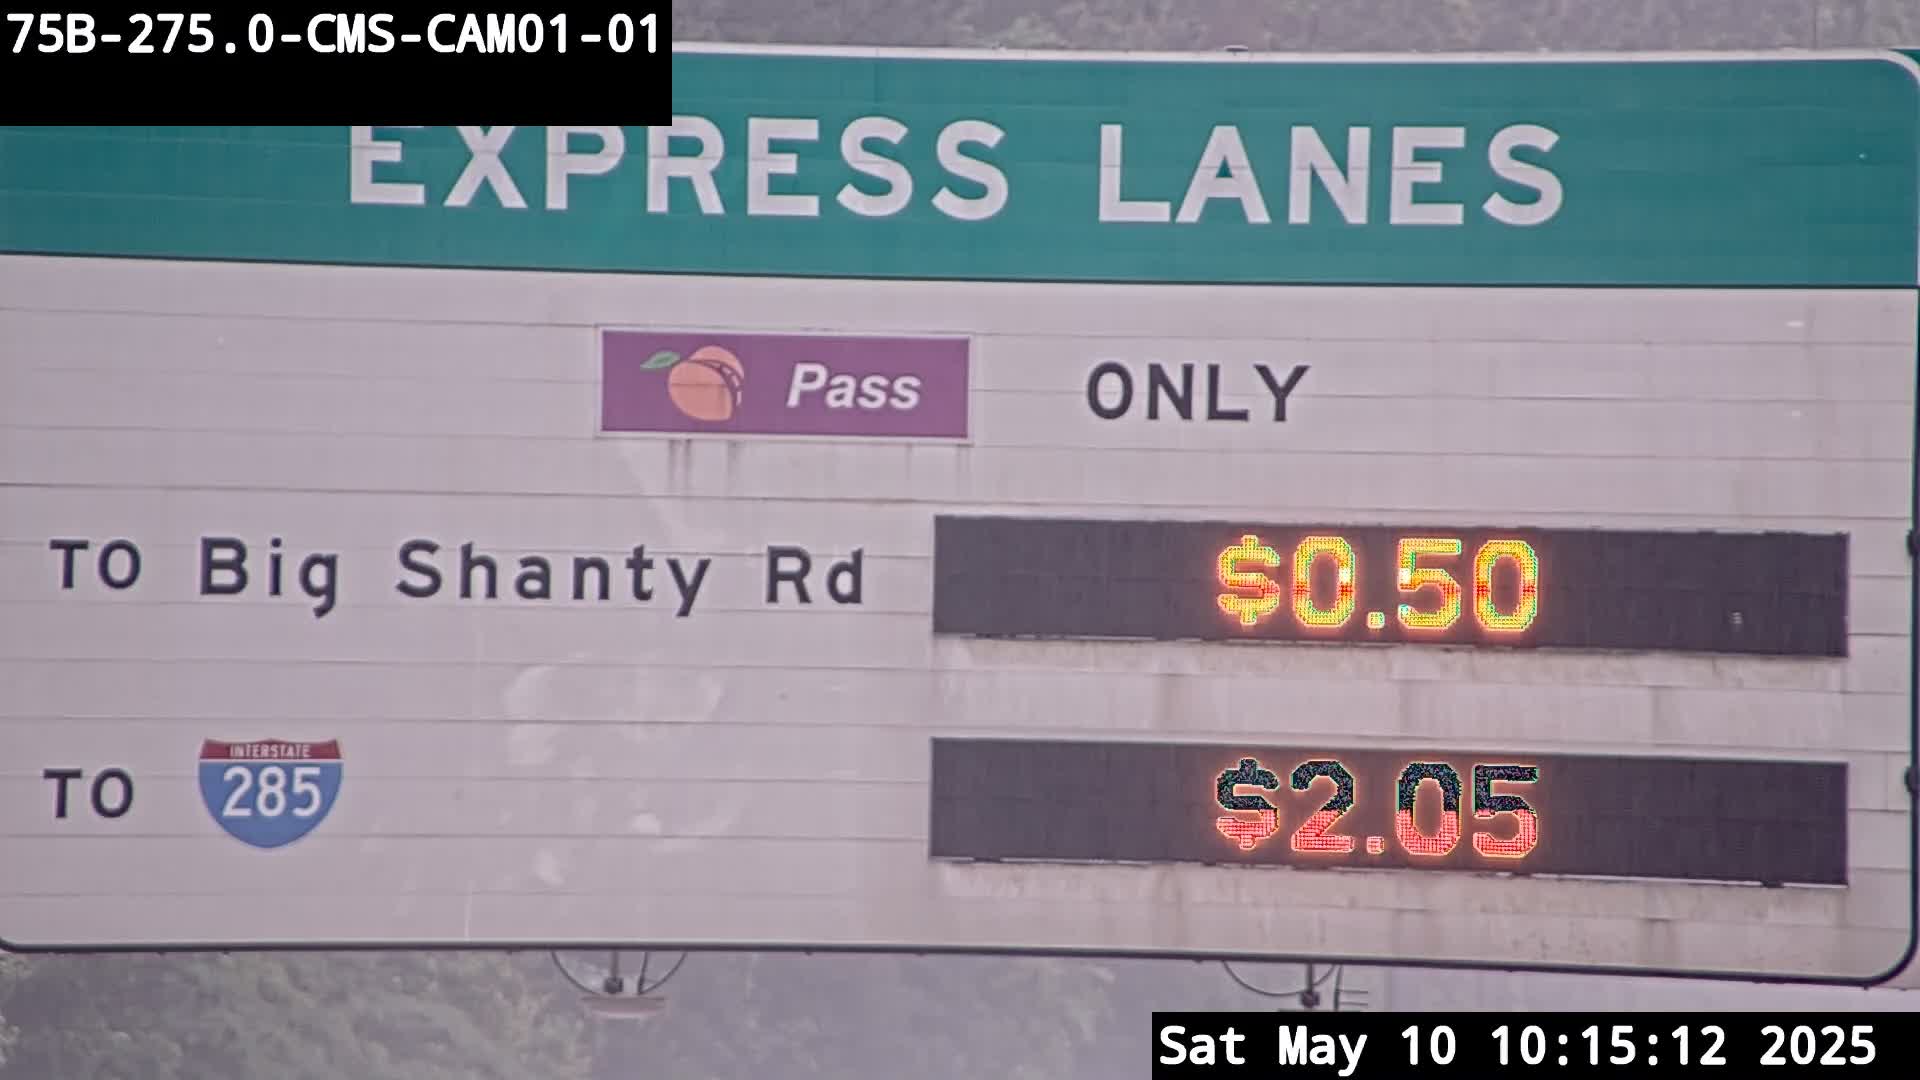 75B-275.0-CMS-CAM01-01
EXPRESS LANES
Pass ONLY
TO Big Shanty Rd $0.50
TO INTERSTATE 285 $2.05
Sat May 10 10:15:12 2025